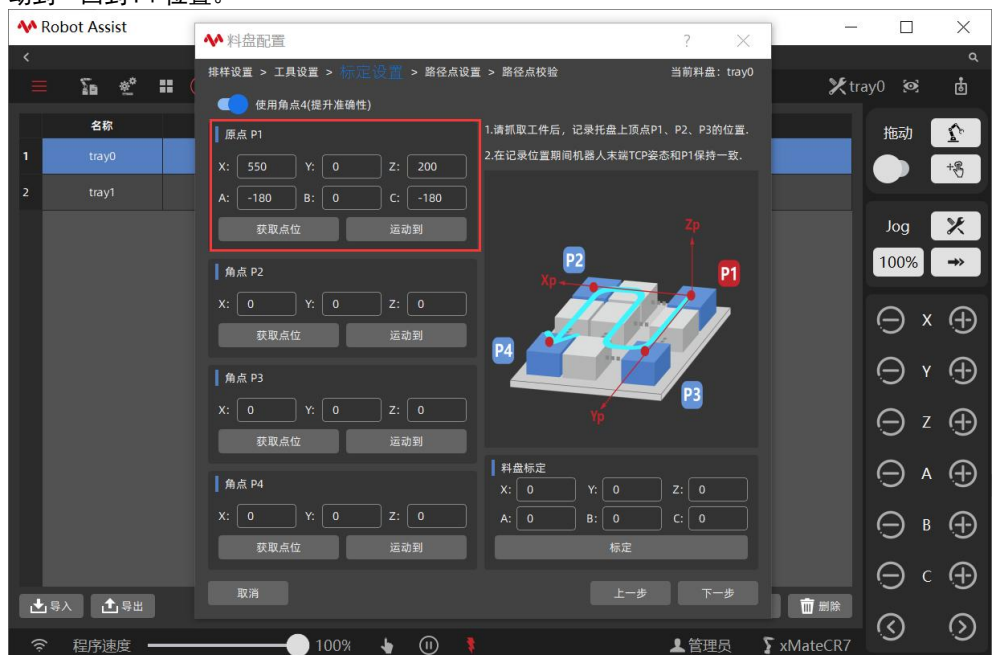 Robot Assist
料盘配置
?
排样设置 > 工具设置 > 标定设置 > 路径点设置 > 路径点校验
当前料盘：tray0
tray0
使用角点4(提升准确性)
名称
1 tray0
2 tray1
原点 P1
X: 550 Y: 0 Z: 200
A: -180 B: 0 C: -180
获取点位 运动到
角点 P2
X: 0 Y: 0 Z: 0
获取点位 运动到
角点 P3
X: 0 Y: 0 Z: 0
获取点位 运动到
角点 P4
X: 0 Y: 0 Z: 0
获取点位 运动到
1.请抓取工件后，记录托盘上顶点P1、P2、P3的位置.
2.在记录位置期间机器人末端TCP姿态和P1保持一致.
Zp
P2
Xp
P1
P4
P3
Yp
料盘标定
X: 0 Y: 0 Z: 0
A: 0 B: 0 C: 0
标定
取消 上一步 下一步
拖动
Jog
100%
X
Y
Z
A
B
C
导入 导出 删除
程序速度 100% 管理员 xMateCR7